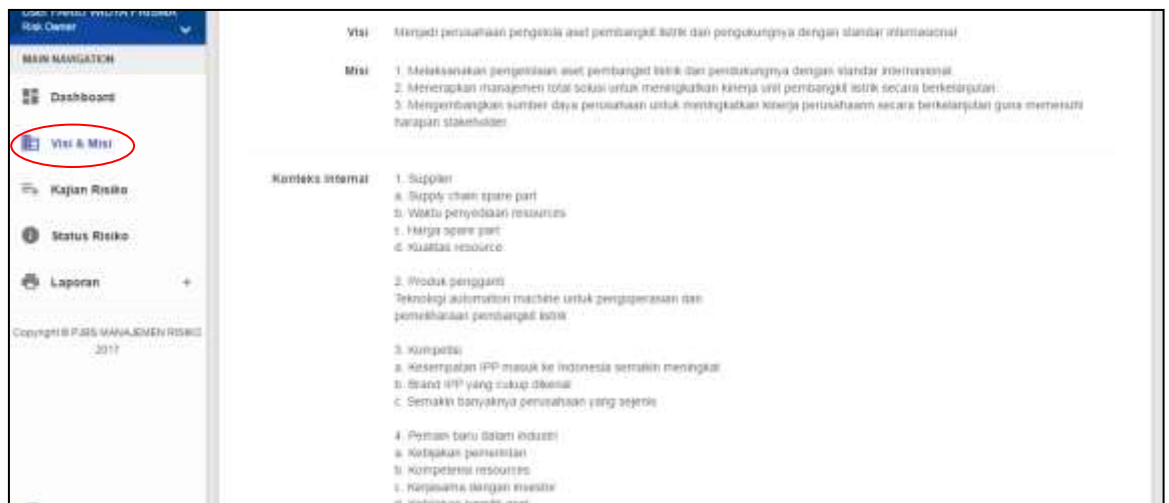 Risk Owner
MAIN NAVIGATION
Dashboard
Visi & Misi
Kajian Risiko
Status Risiko
Laporan +
Copyright © PJBS MANAJEMEN RISIKO
2017
Visi Menjadi perusahaan pengelola aset pembangkit listrik dan pengukungnya dengan standar internasional
Misi 1. Melaksanakan pengelolaan aset pembangkit listrik dan pendukungnya dengan standar internasional.
2. Menerapkan manajemen total solusi untuk meningkatkan kinerja unit pembangkit listrik secara berkelanjutan.
3. Mengembangkan sumber daya perusahaan untuk meningkatkan kinerja perusahaann secara berkelanjutan guna memenuhi
harapan stakeholder.
Konteks Internal 1. Supplier
a. Supply chain spare part
b. Waktu penyediaan resources
c. Harga spare part
d. Kualitas resource
2. Produk pengganti
Teknologi automation machine untuk pengoperasian dan
pemeliharaan pembangkit listrik
3. Kompetisi
a. Kesempatan IPP masuk ke Indonesia semakin meningkat
b. Brand IPP yang cukup dikenal
c. Semakin banyaknya perusahaan yang sejenis
4. Pemain baru dalam industri
a. Kebijakan pemerintah
b. Kompetensi resources
c. Kerjasama dengan investor